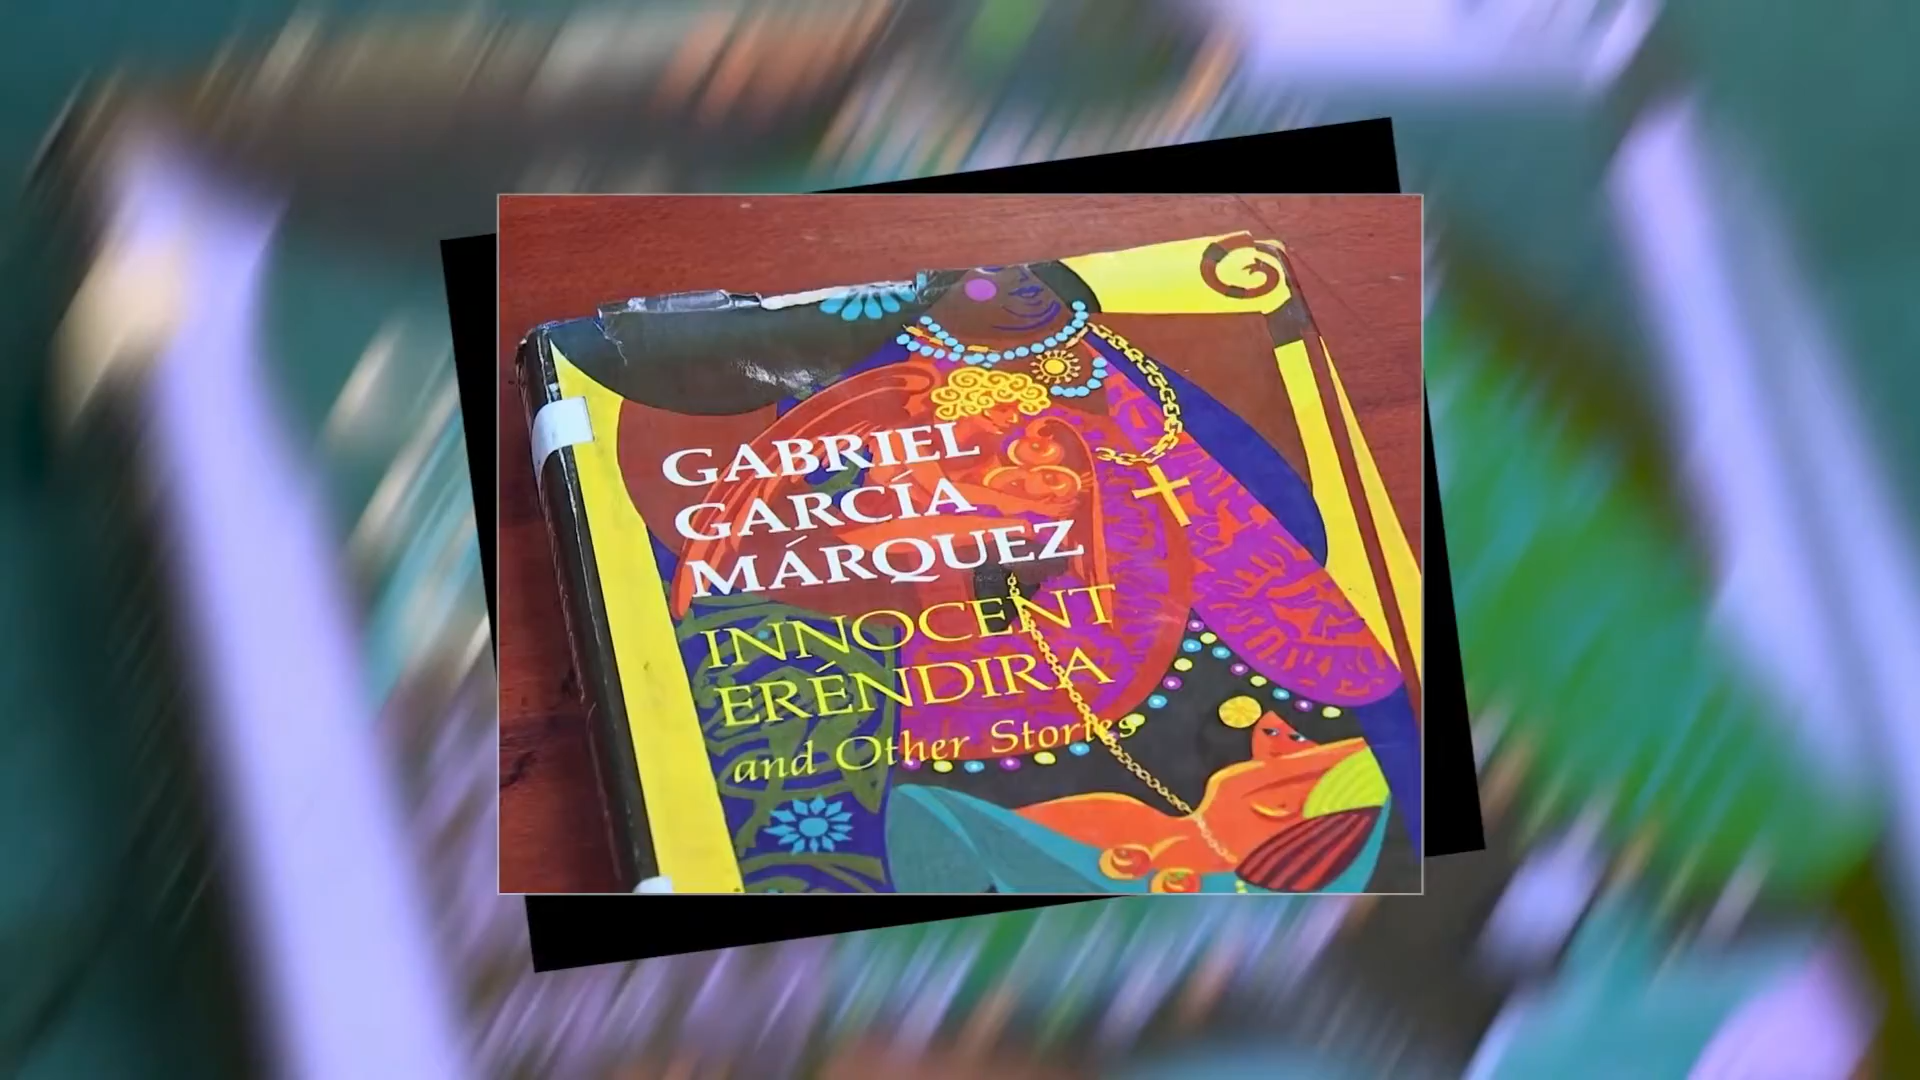 GABRIEL
GARCÍA
MÁRQUEZ
INNOCENT
ERÉNDIRA
and Other Stories